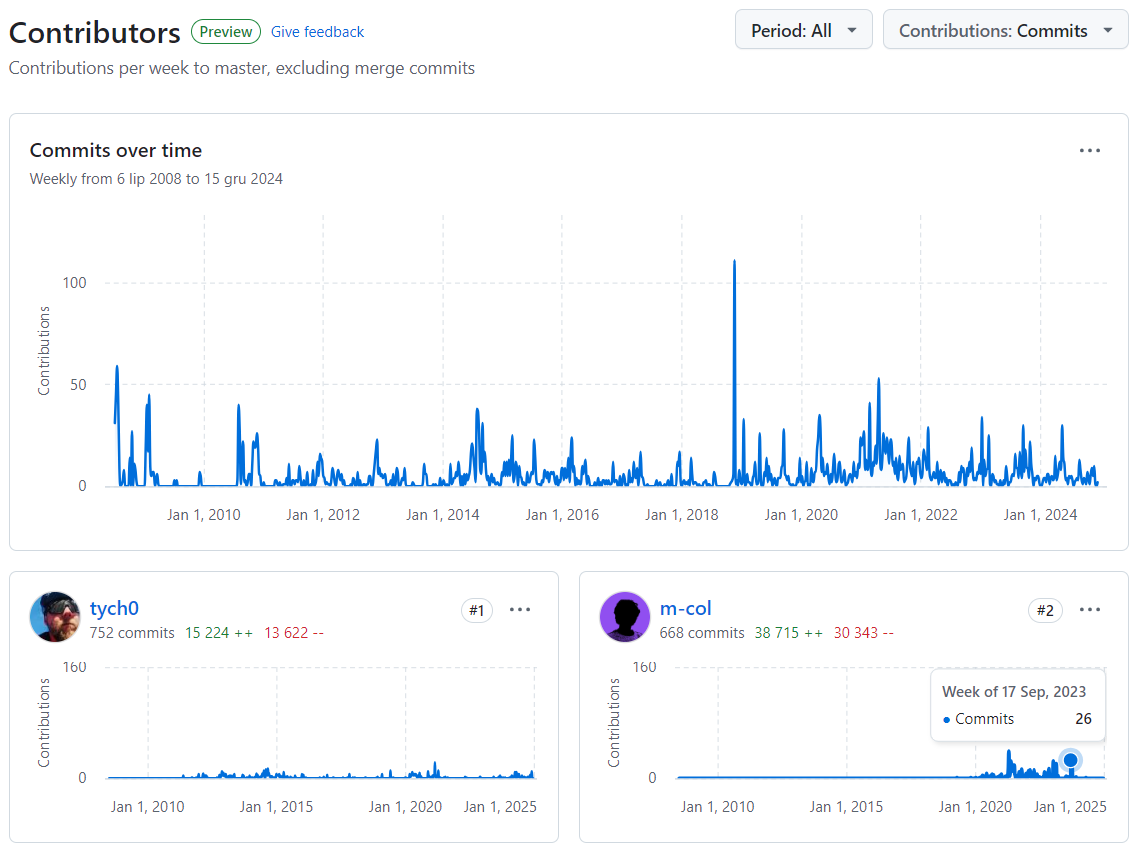 Contributors Preview Give feedback Period: All Contributions: Commits
Contributions per week to master, excluding merge commits
Commits over time
Weekly from 6 lip 2008 to 15 gru 2024
Contributions
100
50
0
Jan 1, 2010 Jan 1, 2012 Jan 1, 2014 Jan 1, 2016 Jan 1, 2018 Jan 1, 2020 Jan 1, 2022 Jan 1, 2024
tych0 #1
752 commits 15 224 ++ 13 622 --
160
Contributions
0
Jan 1, 2010 Jan 1, 2015 Jan 1, 2020 Jan 1, 2025
m-col #2
668 commits 38 715 ++ 30 343 --
160
Contributions
Week of 17 Sep, 2023
Commits 26
0
Jan 1, 2010 Jan 1, 2015 Jan 1, 2020 Jan 1, 2025